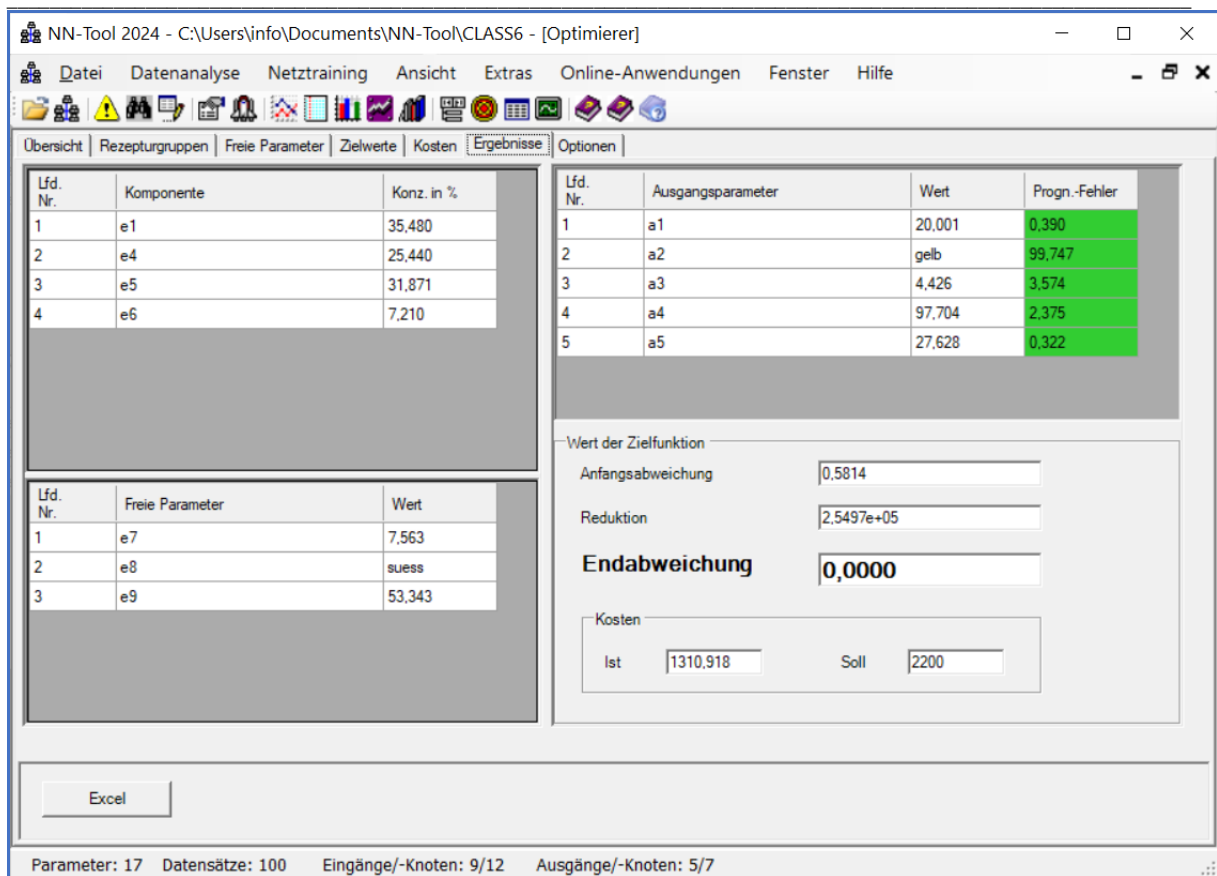 NN-Tool 2024 - C:\Users\info\Documents\NN-Tool\CLASS6 - [Optimierer]
Datei Datenanalyse Netztraining Ansicht Extras Online-Anwendungen Fenster Hilfe
Übersicht Rezepturgruppen Freie Parameter Zielwerte Kosten Ergebnisse Optionen
Lfd. Nr. Komponente Konz. in %
1 e1 35,480
2 e4 25,440
3 e5 31,871
4 e6 7,210
Lfd. Nr. Ausgangsparameter Wert Progn.-Fehler
1 a1 20,001 0,390
2 a2 gelb 99,747
3 a3 4,426 3,574
4 a4 97,704 2,375
5 a5 27,628 0,322
Lfd. Nr. Freie Parameter Wert
1 e7 7,563
2 e8 suess
3 e9 53,343
Wert der Zielfunktion
Anfangsabweichung 0,5814
Reduktion 2,5497e+05
Endabweichung 0,0000
Kosten
Ist 1310,918 Soll 2200
Excel
Parameter: 17 Datensätze: 100 Eingänge/-Knoten: 9/12 Ausgänge/-Knoten: 5/7